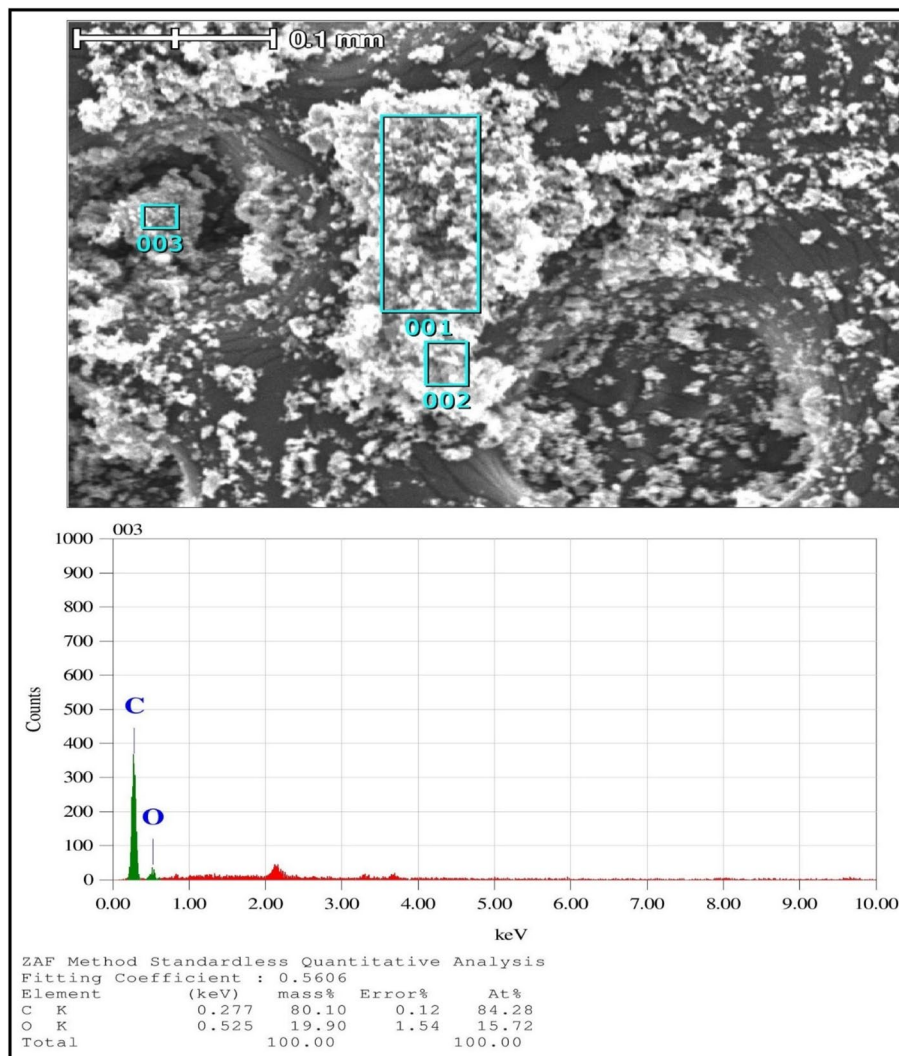 0.1 mm
003
001
002
003
1000
900
800
700
600
500
400
300
200
100
0
Counts
C
O
0.00 1.00 2.00 3.00 4.00 5.00 6.00 7.00 8.00 9.00 10.00
keV
ZAF Method Standardless Quantitative Analysis
Fitting Coefficient : 0.5606
Element (keV) mass% Error% At%
C K 0.277 80.10 0.12 84.28
O K 0.525 19.90 1.54 15.72
Total 100.00 100.00